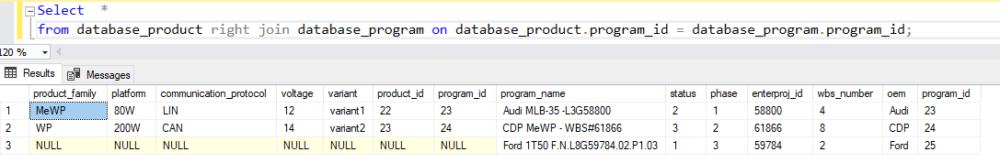 Select *
from database_product right join database_program on database_product.program_id = database_program.program_id;
120 %
Results Messages
product_family platform communication_protocol voltage variant product_id program_id program_name status phase enterproj_id wbs_number oem program_id
1 MeWP 80W LIN 12 variant1 22 23 Audi MLB-35 -L3G58800 2 1 58800 4 Audi 23
2 WP 200W CAN 14 variant2 23 24 CDP MeWP - WBS#61866 3 2 61866 8 CDP 24
3 NULL NULL NULL NULL NULL NULL NULL Ford 1T50 F.N.L8G59784.02.P1.03 1 3 59784 2 Ford 25